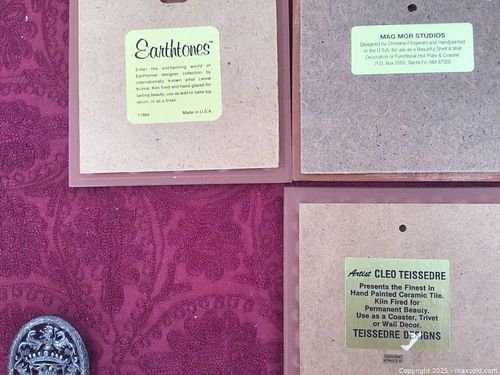 Earthtones™
Enter the enchanting world of
Earthtones designer collection by
internationally known artist Leone
Kuhne. Kiln fired and hand glazed for
lasting beauty, use as wall or table top
decor, or as a trivet.
©1984 Made in U.S.A.
MAG MOR STUDIOS
Designed by Christine Fitzgerald and Handpainted
in the U.S.A. for use as a Beautiful Shelf & Wall
Decoration or Functional Hot Plate & Coaster
P.O. Box 5202, Santa Fe, NM 87502
Artist CLEO TEISSEDRE
Presents the Finest in
Hand Painted Ceramic Tile.
Kiln Fired for
Permanent Beauty.
Use as a Coaster, Trivet
or Wall Decor.
TEISSEDRE DESIGNS
Copyright 2025 - maxsold.com